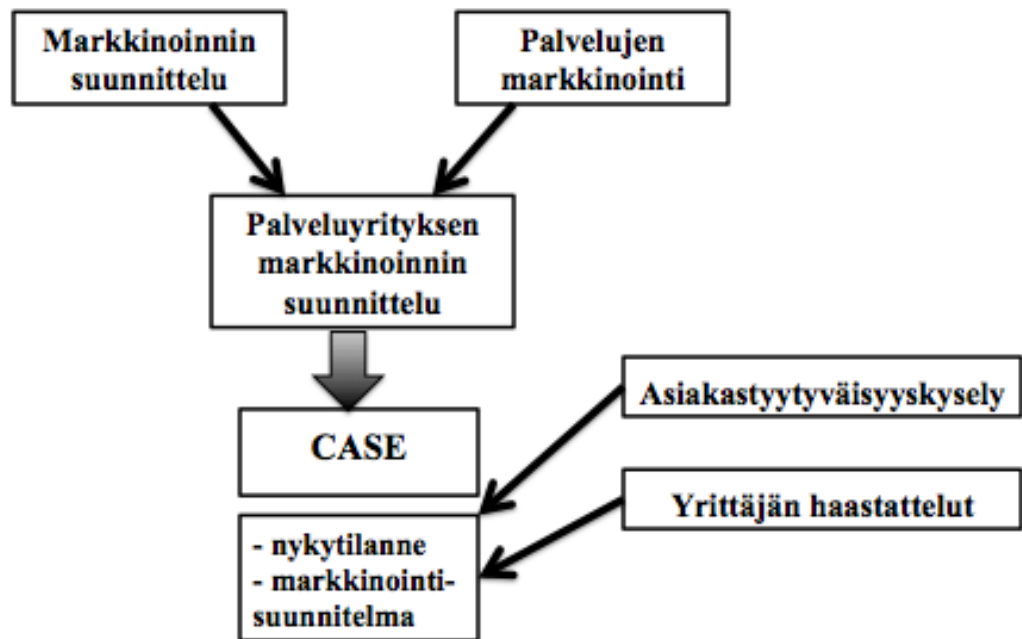 Markkinoinnin
suunnittelu
Palvelujen
markkinointi
Palveluyrityksen
markkinoinnin
suunnittelu
CASE
Asiakastyytyväisyyskysely
Yrittäjän haastattelut
- nykytilanne
- markkinointi-
suunnitelma